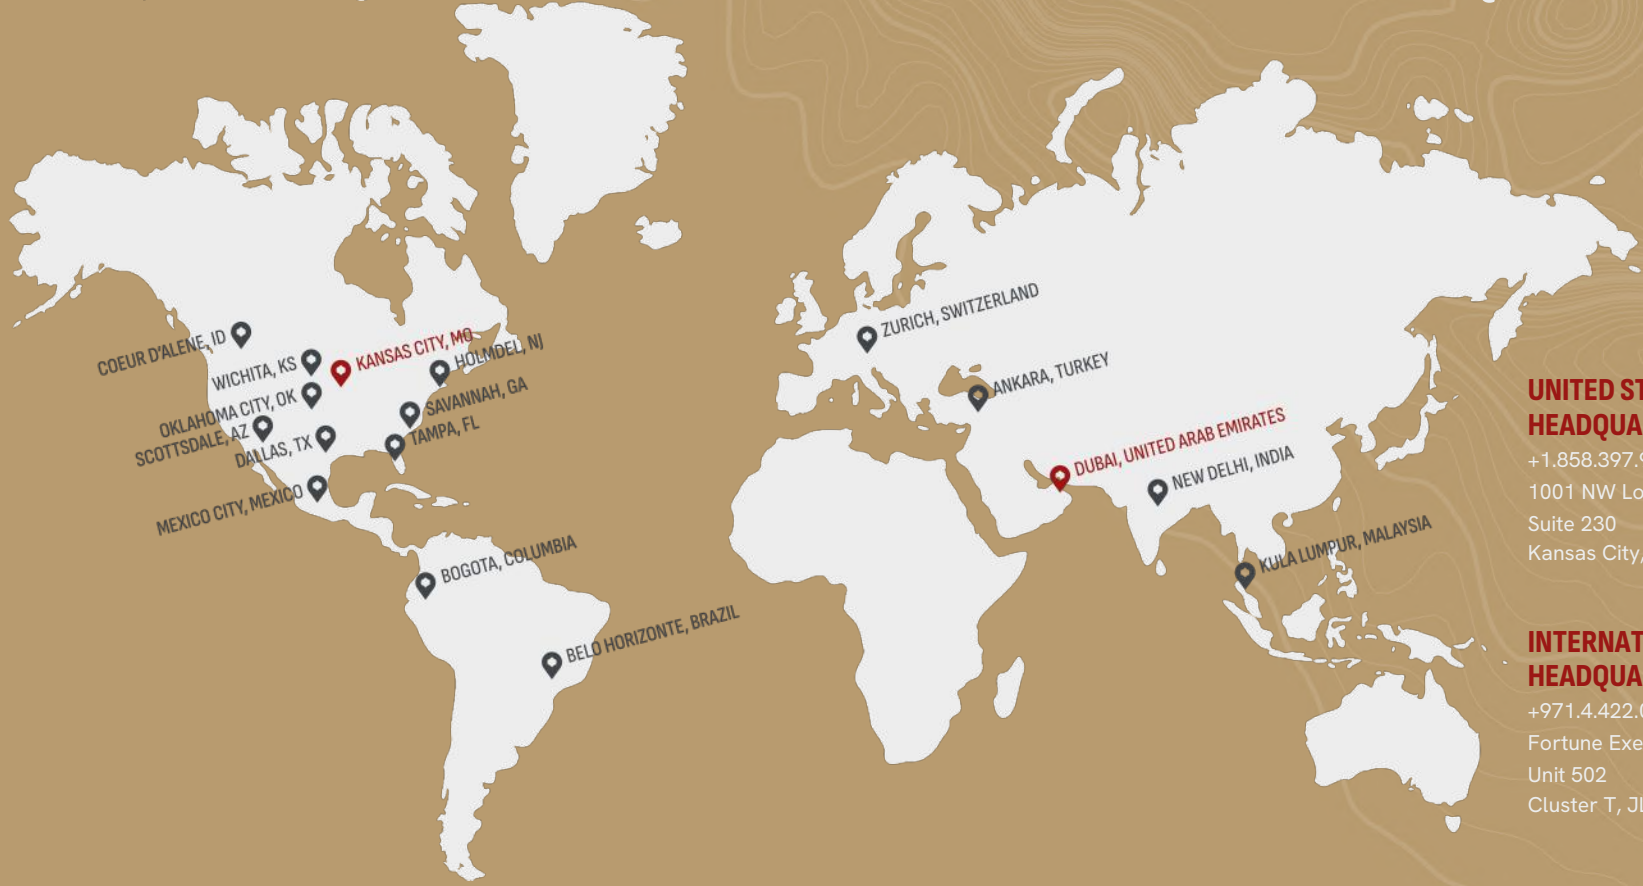 COEUR D'ALENE, ID
WICHITA, KS
KANSAS CITY, MO
HOLMDEL, NJ
OKLAHOMA CITY, OK
SAVANNAH, GA
SCOTTSDALE, AZ
DALLAS, TX
TAMPA, FL
MEXICO CITY, MEXICO
BOGOTA, COLUMBIA
BELO HORIZONTE, BRAZIL
ZURICH, SWITZERLAND
ANKARA, TURKEY
DUBAI, UNITED ARAB EMIRATES
NEW DELHI, INDIA
KULA LUMPUR, MALAYSIA
UNITED ST
HEADQUA
+1.858.397.9
1001 NW Lo
Suite 230
Kansas City,
INTERNAT
HEADQUA
+971.4.422.0
Fortune Exe
Unit 502
Cluster T, JL